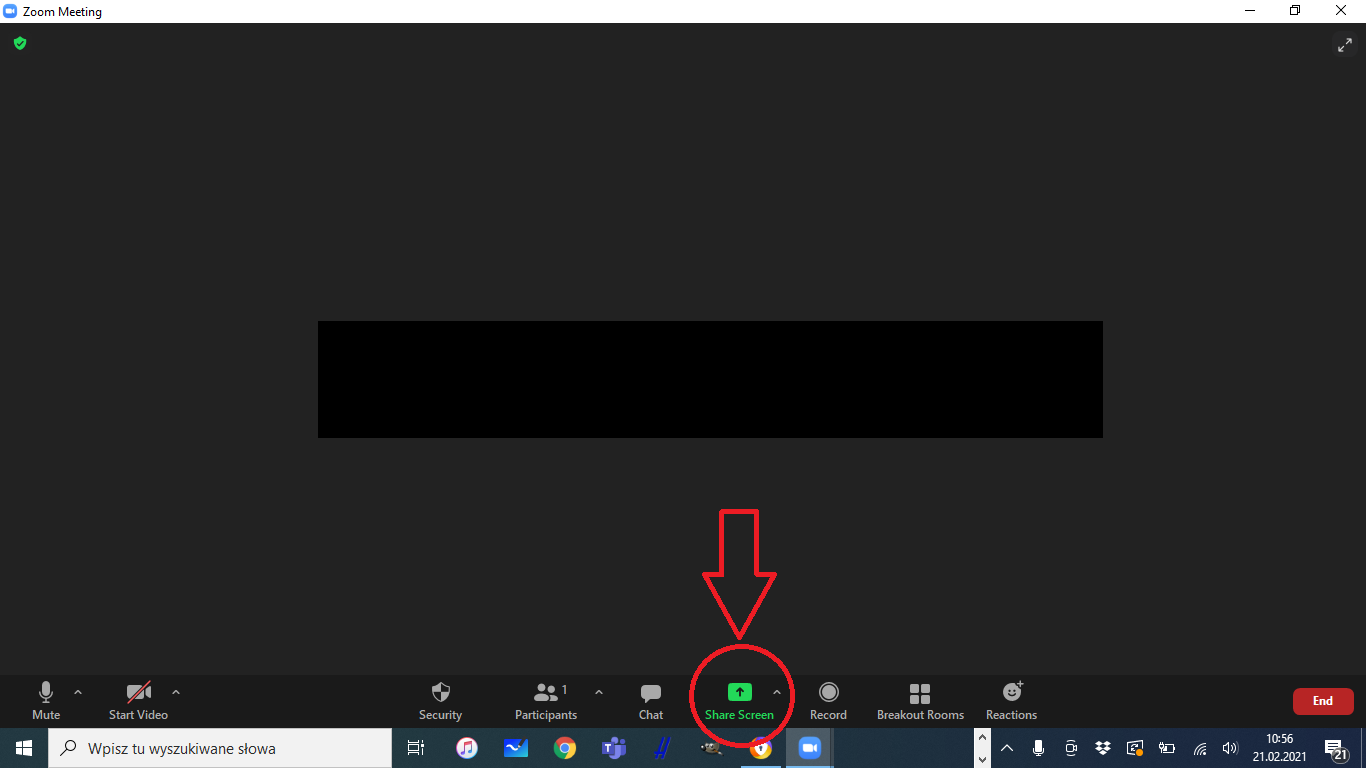 Zoom Meeting
Mute
Start Video
Security
Participants
1
Chat
Share Screen
Record
Breakout Rooms
Reactions
End
Wpisz tu wyszukiwane słowa
10:56
21.02.2021
21